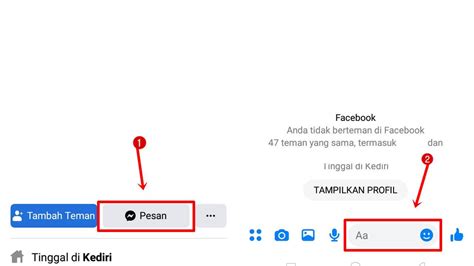 1
Tambah Teman
Pesan
Tinggal di Kediri
Facebook
Anda tidak berteman di Facebook
47 teman yang sama, termasuk dan
Tinggal di Kediri
2
TAMPILKAN PROFIL
Aa